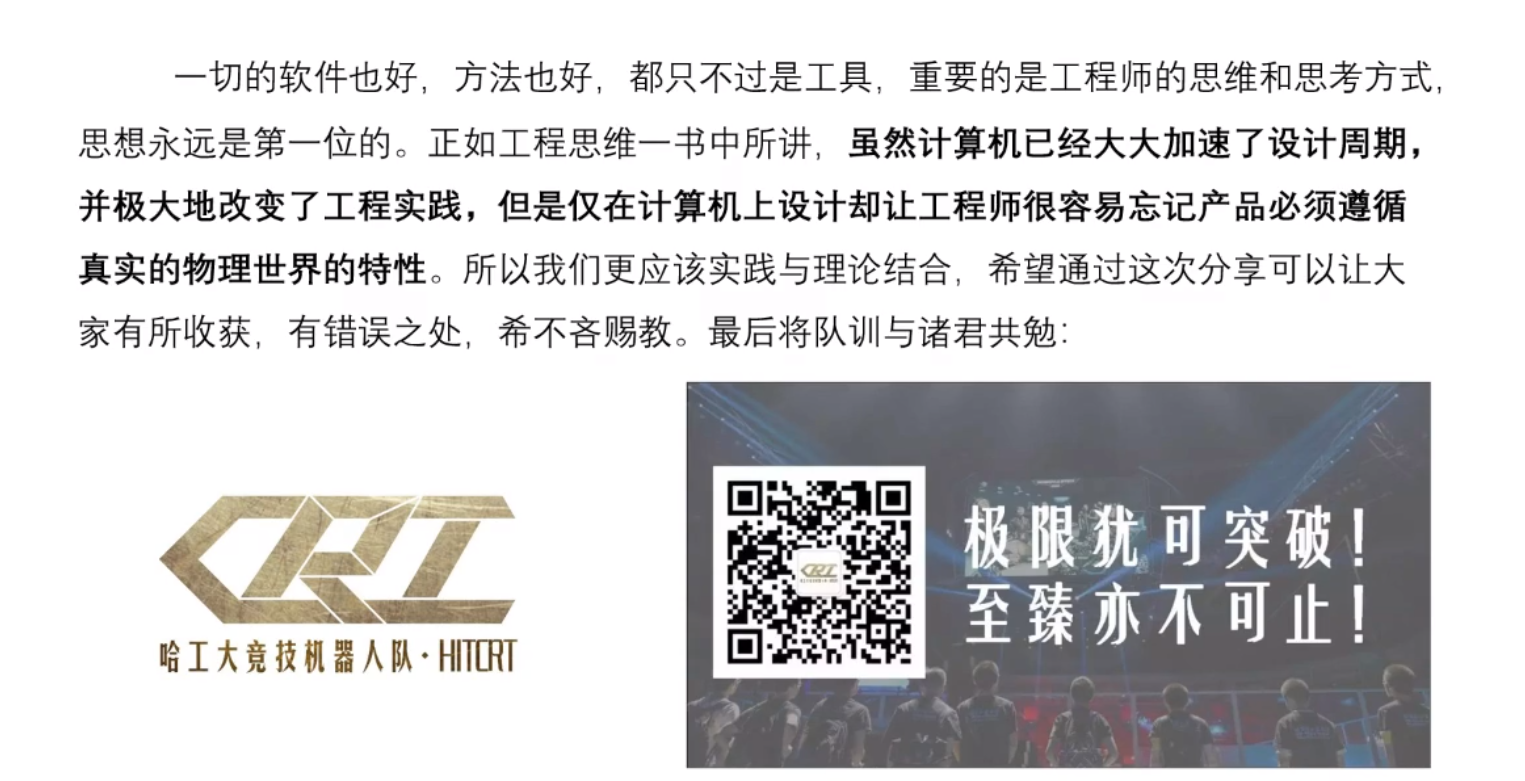 一切的软件也好，方法也好，都只不过是工具，重要的是工程师的思维和思考方式，
思想永远是第一位的。正如工程思维一书中所讲，虽然计算机已经大大加速了设计周期，
并极大地改变了工程实践，但是仅在计算机上设计却让工程师很容易忘记产品必须遵循
真实的物理世界的特性。所以我们更应该实践与理论结合，希望通过这次分享可以让大
家有所收获，有错误之处，希不吝赐教。最后将队训与诸君共勉：
CRT
哈工大竞技机器人队·HITCRT
极限犹可突破！
至臻亦不可止！